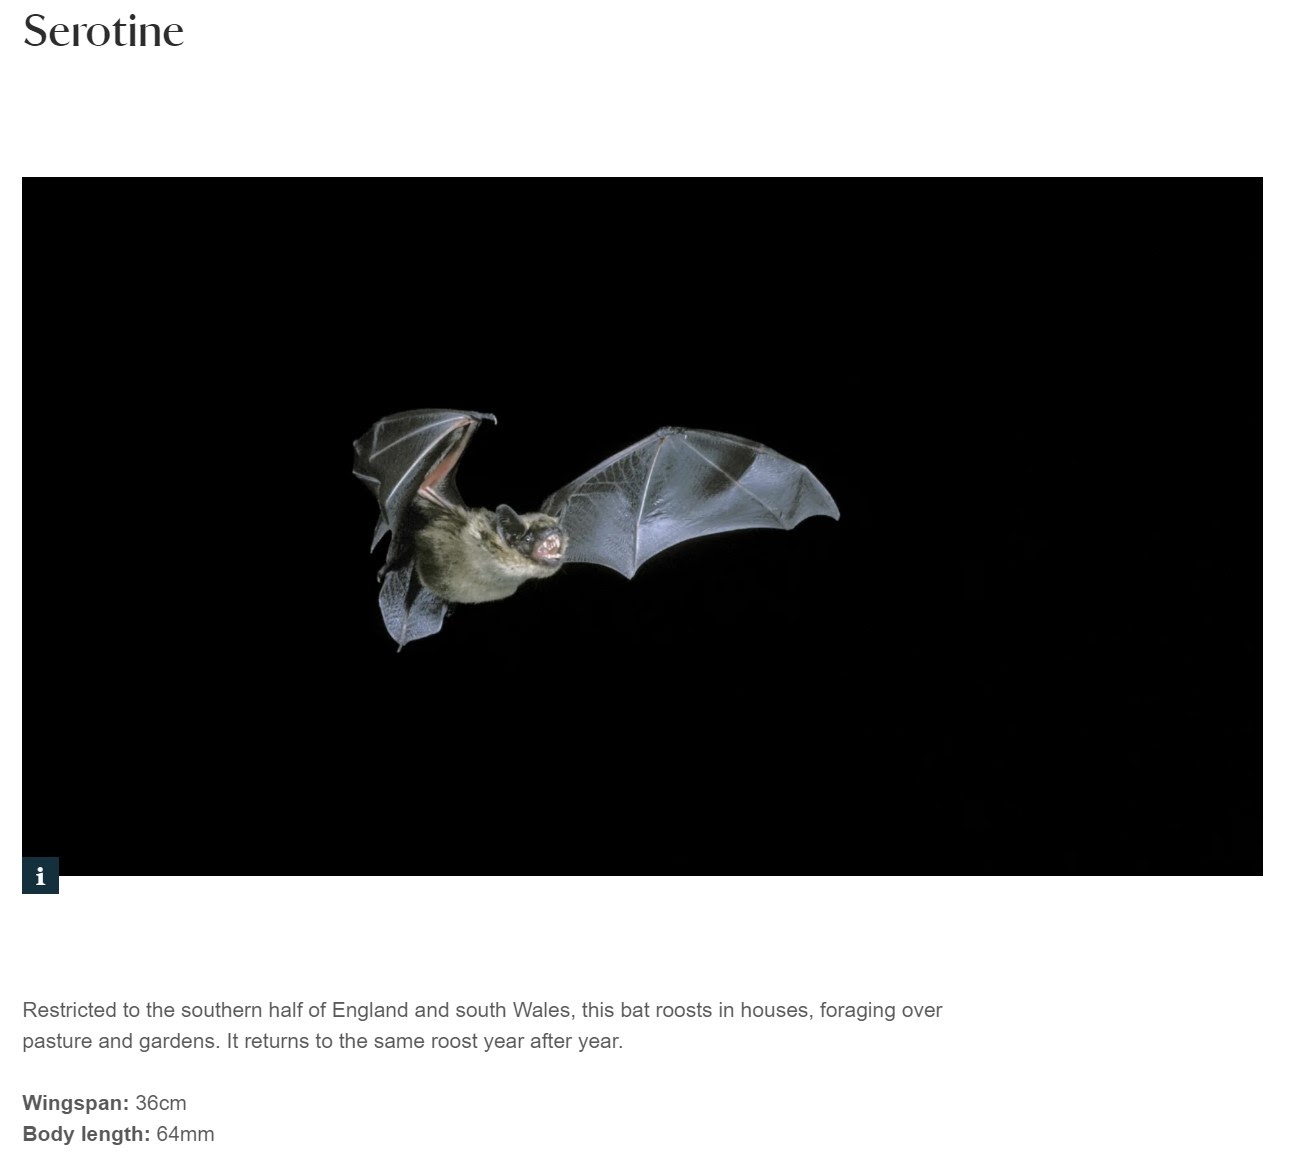 Serotine
i
Restricted to the southern half of England and south Wales, this bat roosts in houses, foraging over
pasture and gardens. It returns to the same roost year after year.
Wingspan: 36cm
Body length: 64mm